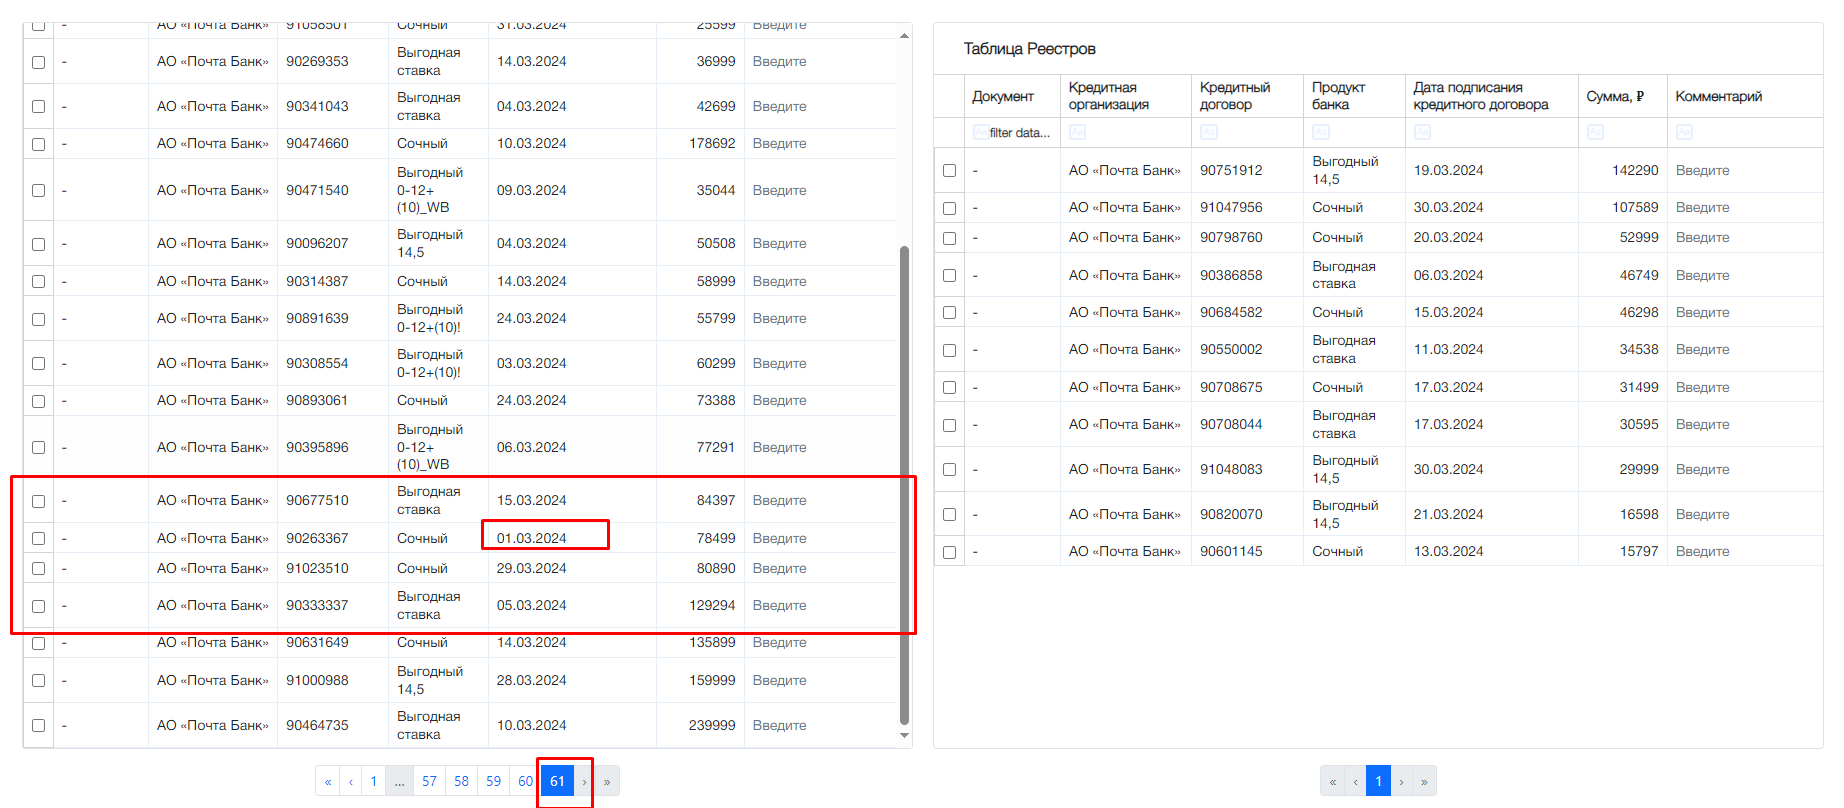 - АО «Почта Банк» 91058501 Сочный 31.03.2024 25599 Введите
- АО «Почта Банк» 90269353 Выгодная ставка 14.03.2024 36999 Введите
- АО «Почта Банк» 90341043 Выгодная ставка 04.03.2024 42699 Введите
- АО «Почта Банк» 90474660 Сочный 10.03.2024 178692 Введите
- АО «Почта Банк» 90471540 Выгодный 0-12+ (10)_WB 09.03.2024 35044 Введите
- АО «Почта Банк» 90096207 Выгодный 14,5 04.03.2024 50508 Введите
- АО «Почта Банк» 90314387 Сочный 14.03.2024 58999 Введите
- АО «Почта Банк» 90891639 Выгодный 0-12+(10)! 24.03.2024 55799 Введите
- АО «Почта Банк» 90308554 Выгодный 0-12+(10)! 03.03.2024 60299 Введите
- АО «Почта Банк» 90893061 Сочный 24.03.2024 73388 Введите
- АО «Почта Банк» 90395896 Выгодный 0-12+ (10)_WB 06.03.2024 77291 Введите
- АО «Почта Банк» 90677510 Выгодная ставка 15.03.2024 84397 Введите
- АО «Почта Банк» 90263367 Сочный 01.03.2024 78499 Введите
- АО «Почта Банк» 91023510 Сочный 29.03.2024 80890 Введите
- АО «Почта Банк» 90333337 Выгодная ставка 05.03.2024 129294 Введите
- АО «Почта Банк» 90631649 Сочный 14.03.2024 135899 Введите
- АО «Почта Банк» 91000988 Выгодный 14,5 28.03.2024 159999 Введите
- АО «Почта Банк» 90464735 Выгодная ставка 10.03.2024 239999 Введите
« ‹ 1 ... 57 58 59 60 61 › »
Таблица Реестров
Документ Кредитная организация Кредитный договор Продукт банка Дата подписания кредитного договора Сумма, ₽ Комментарий
Aa filter data... Aa Aa Aa Aa Aa Aa
- АО «Почта Банк» 90751912 Выгодный 14,5 19.03.2024 142290 Введите
- АО «Почта Банк» 91047956 Сочный 30.03.2024 107589 Введите
- АО «Почта Банк» 90798760 Сочный 20.03.2024 52999 Введите
- АО «Почта Банк» 90386858 Выгодная ставка 06.03.2024 46749 Введите
- АО «Почта Банк» 90684582 Сочный 15.03.2024 46298 Введите
- АО «Почта Банк» 90550002 Выгодная ставка 11.03.2024 34538 Введите
- АО «Почта Банк» 90708675 Сочный 17.03.2024 31499 Введите
- АО «Почта Банк» 90708044 Выгодная ставка 17.03.2024 30595 Введите
- АО «Почта Банк» 91048083 Выгодный 14,5 30.03.2024 29999 Введите
- АО «Почта Банк» 90820070 Выгодный 14,5 21.03.2024 16598 Введите
- АО «Почта Банк» 90601145 Сочный 13.03.2024 15797 Введите
« ‹ 1 › »